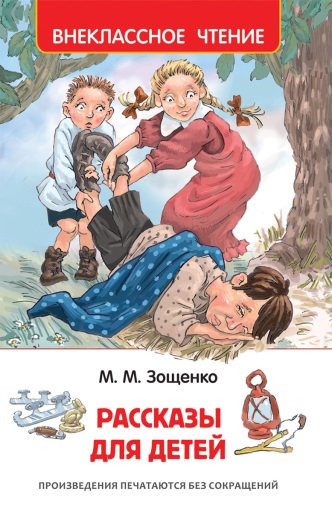 ВНЕКЛАССНОЕ ЧТЕНИЕ
М. М. Зощенко
РАССКАЗЫ
ДЛЯ ДЕТЕЙ
ПРОИЗВЕДЕНИЯ ПЕЧАТАЮТСЯ БЕЗ СОКРАЩЕНИЙ